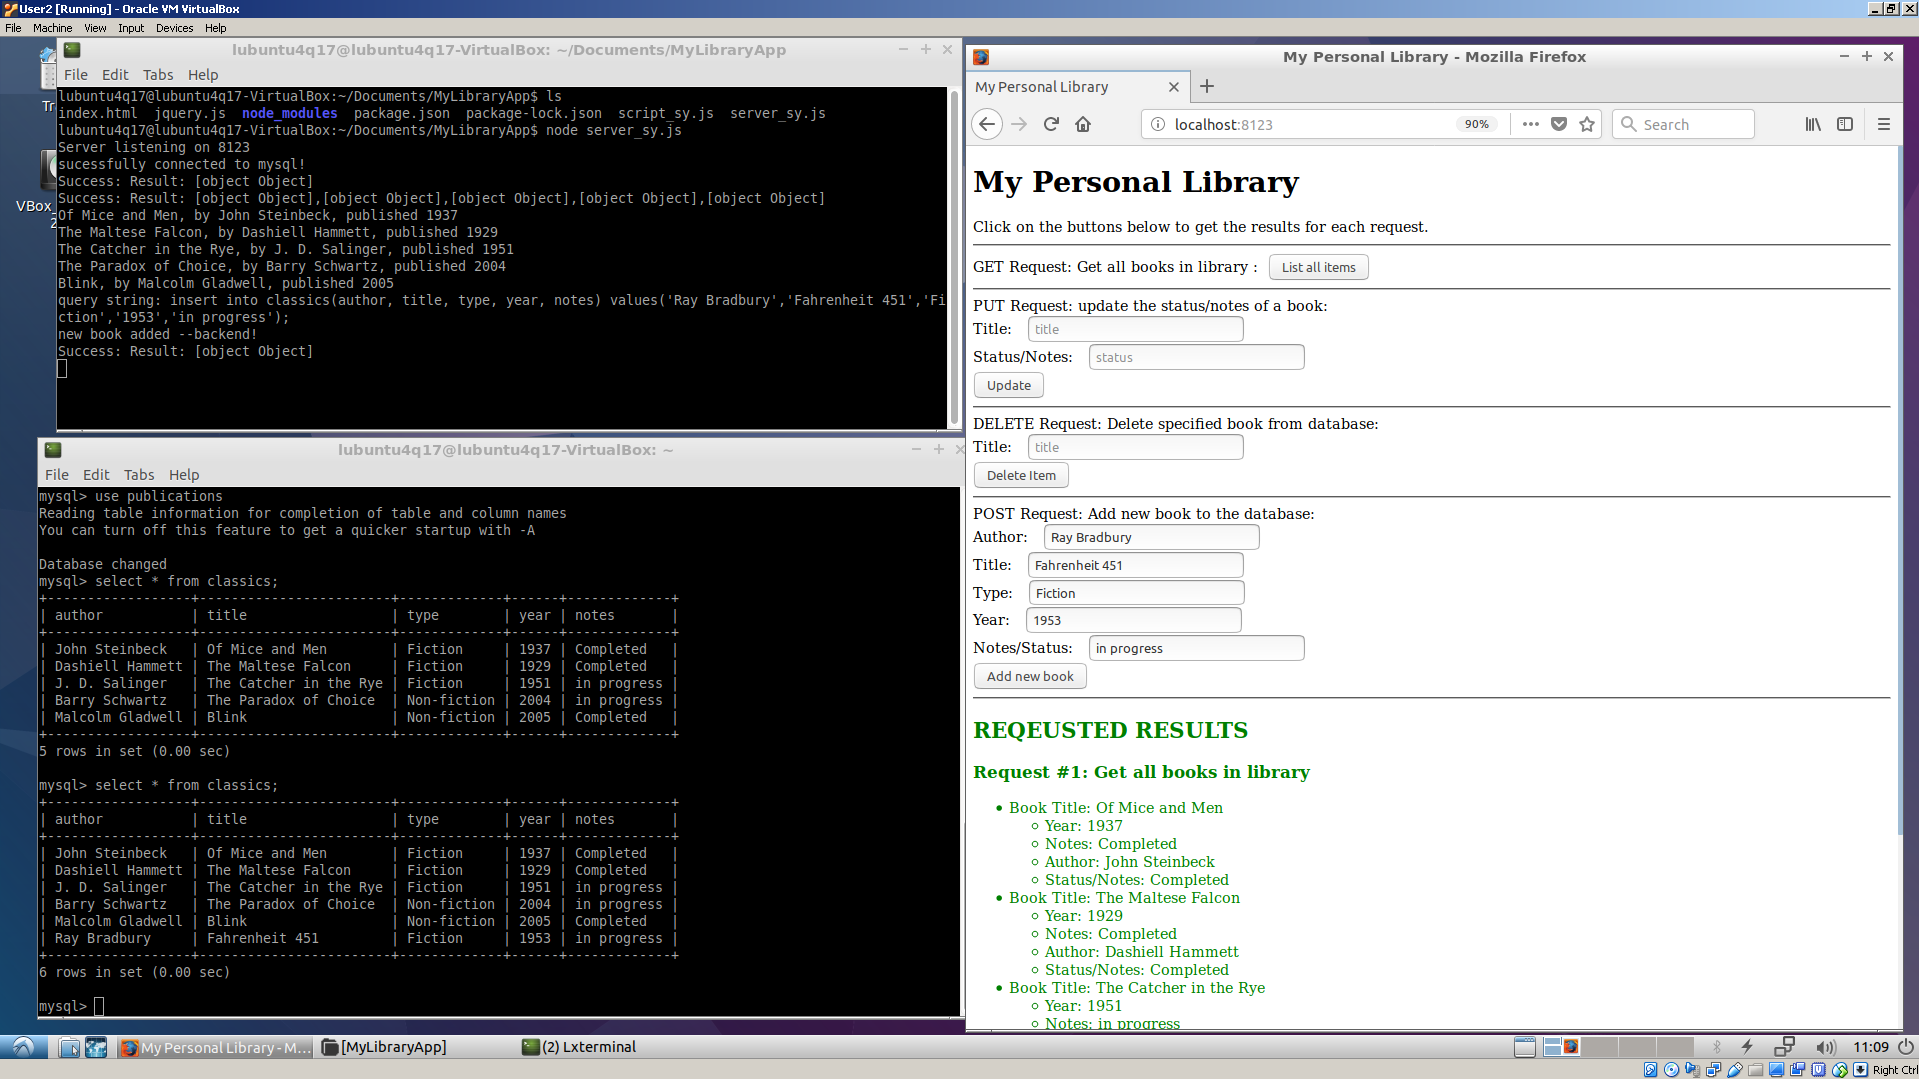 User2 [Running] - Oracle VM VirtualBox
File Machine View Input Devices Help
lubuntu4q17@lubuntu4q17-VirtualBox: ~/Documents/MyLibraryApp
File Edit Tabs Help
lubuntu4q17@lubuntu4q17-VirtualBox:~/Documents/MyLibraryApp$ ls
index.html jquery.js node_modules package.json package-lock.json script_sy.js server_sy.js
lubuntu4q17@lubuntu4q17-VirtualBox:~/Documents/MyLibraryApp$ node server_sy.js
Server listening on 8123
sucessfully connected to mysql!
Success: Result: [object Object]
Success: Result: [object Object],[object Object],[object Object],[object Object],[object Object]
Of Mice and Men, by John Steinbeck, published 1937
The Maltese Falcon, by Dashiell Hammett, published 1929
The Catcher in the Rye, by J. D. Salinger, published 1951
The Paradox of Choice, by Barry Schwartz, published 2004
Blink, by Malcolm Gladwell, published 2005
query string: insert into classics(author, title, type, year, notes) values('Ray Bradbury','Fahrenheit 451','Fi
ction','1953','in progress');
new book added --backend!
Success: Result: [object Object]
Tr
VBox_
2
lubuntu4q17@lubuntu4q17-VirtualBox: ~
File Edit Tabs Help
mysql> use publications
Reading table information for completion of table and column names
You can turn off this feature to get a quicker startup with -A
Database changed
mysql> select * from classics;
+------------------+------------------------+-------------+------+-------------+
| author | title | type | year | notes |
+------------------+------------------------+-------------+------+-------------+
| John Steinbeck | Of Mice and Men | Fiction | 1937 | Completed |
| Dashiell Hammett | The Maltese Falcon | Fiction | 1929 | Completed |
| J. D. Salinger | The Catcher in the Rye | Fiction | 1951 | in progress |
| Barry Schwartz | The Paradox of Choice | Non-fiction | 2004 | in progress |
| Malcolm Gladwell | Blink | Non-fiction | 2005 | Completed |
+------------------+------------------------+-------------+------+-------------+
5 rows in set (0.00 sec)
mysql> select * from classics;
+------------------+------------------------+-------------+------+-------------+
| author | title | type | year | notes |
+------------------+------------------------+-------------+------+-------------+
| John Steinbeck | Of Mice and Men | Fiction | 1937 | Completed |
| Dashiell Hammett | The Maltese Falcon | Fiction | 1929 | Completed |
| J. D. Salinger | The Catcher in the Rye | Fiction | 1951 | in progress |
| Barry Schwartz | The Paradox of Choice | Non-fiction | 2004 | in progress |
| Malcolm Gladwell | Blink | Non-fiction | 2005 | Completed |
| Ray Bradbury | Fahrenheit 451 | Fiction | 1953 | in progress |
+------------------+------------------------+-------------+------+-------------+
6 rows in set (0.00 sec)
mysql>
My Personal Library - Mozilla Firefox
My Personal Library
localhost:8123 90% Search
My Personal Library
Click on the buttons below to get the results for each request.
GET Request: Get all books in library : List all items
PUT Request: update the status/notes of a book:
Title: title
Status/Notes: status
Update
DELETE Request: Delete specified book from database:
Title: title
Delete Item
POST Request: Add new book to the database:
Author: Ray Bradbury
Title: Fahrenheit 451
Type: Fiction
Year: 1953
Notes/Status: in progress
Add new book
REQEUSTED RESULTS
Request #1: Get all books in library
Book Title: Of Mice and Men
Year: 1937
Notes: Completed
Author: John Steinbeck
Status/Notes: Completed
Book Title: The Maltese Falcon
Year: 1929
Notes: Completed
Author: Dashiell Hammett
Status/Notes: Completed
Book Title: The Catcher in the Rye
Year: 1951
Notes: in progress
My Personal Library - M... [MyLibraryApp] (2) Lxterminal 11:09
Right Ctrl